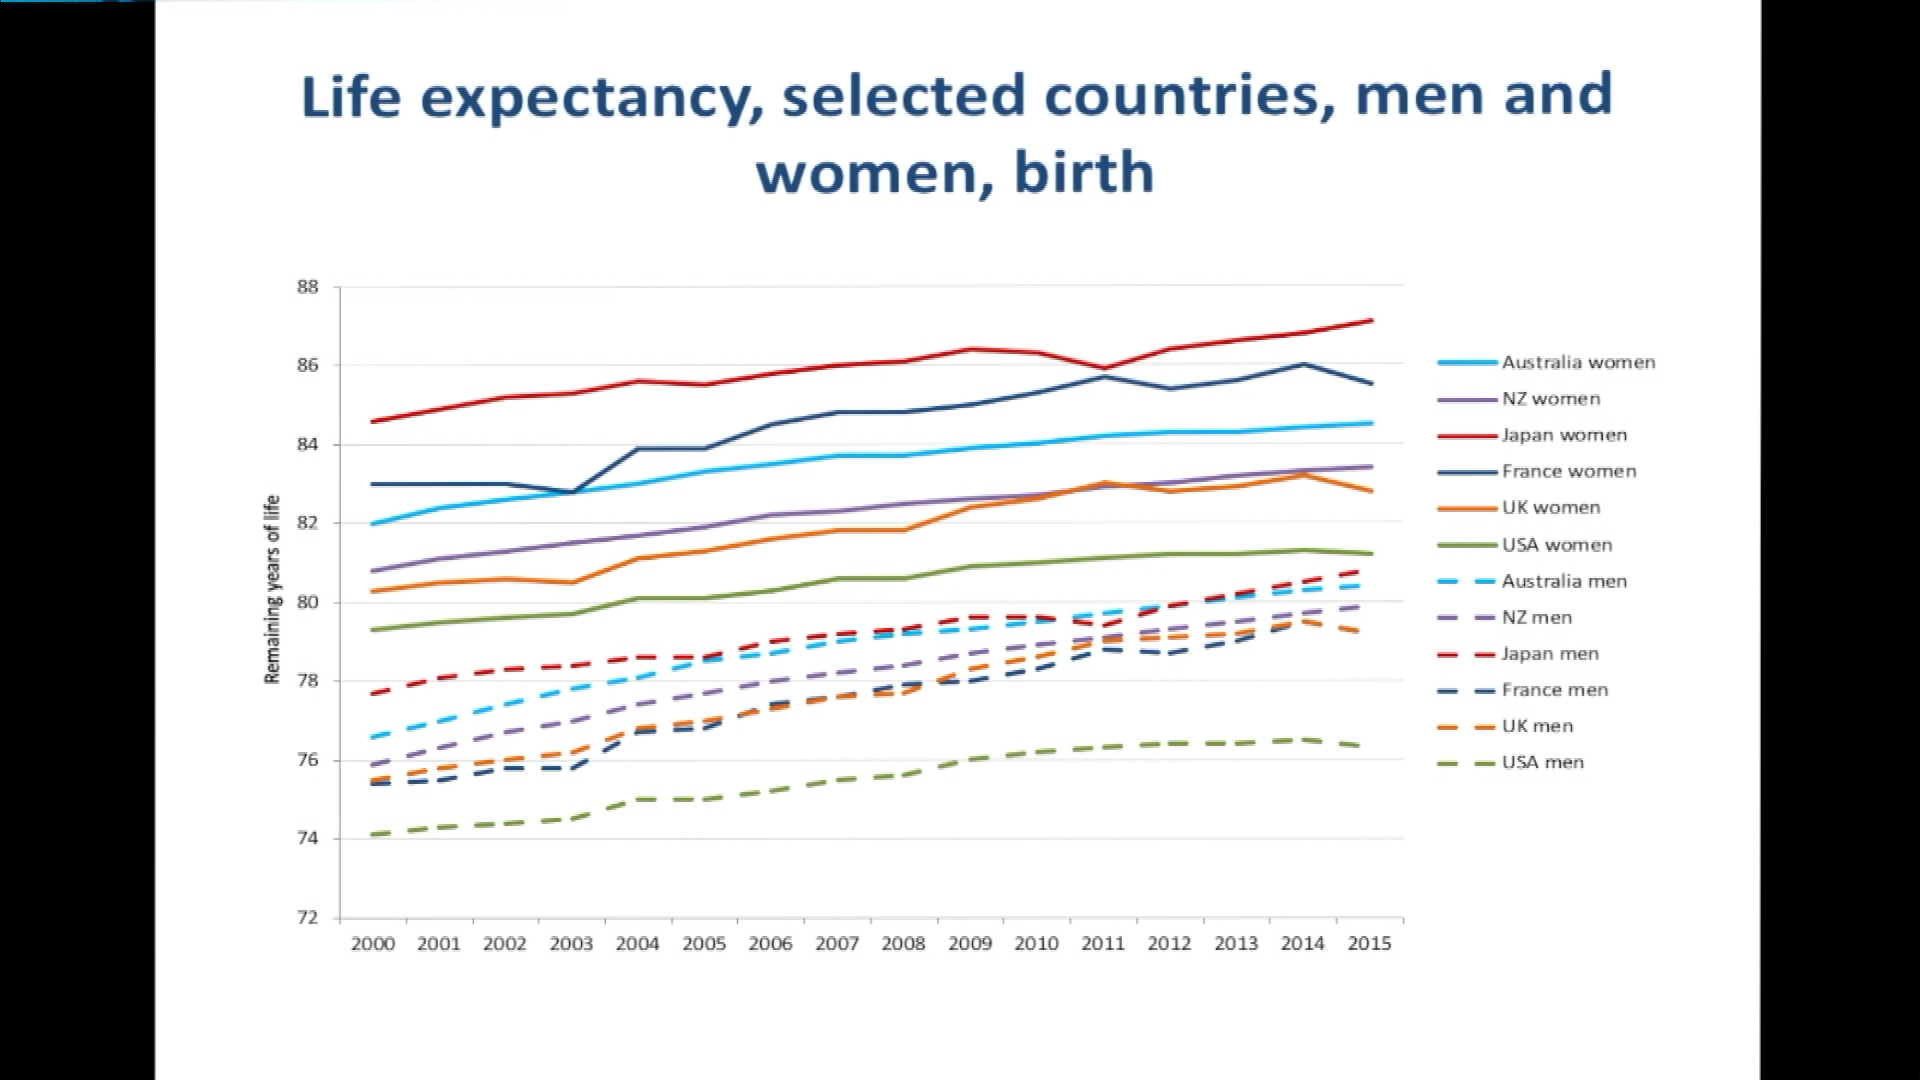 Life expectancy, selected countries, men and
women, birth
Remaining years of life
88
86
84
82
80
78
76
74
72
2000 2001 2002 2003 2004 2005 2006 2007 2008 2009 2010 2011 2012 2013 2014 2015
Australia women
NZ women
Japan women
France women
UK women
USA women
Australia men
NZ men
Japan men
France men
UK men
USA men